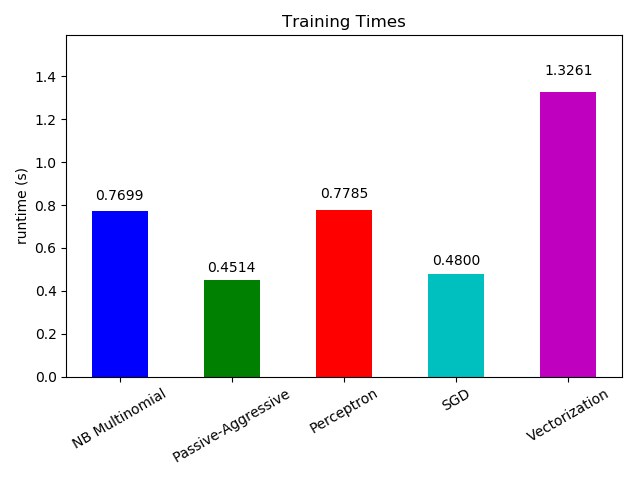 Training Times
runtime (s)
1.4
1.2
1.0
0.8
0.6
0.4
0.2
0.0
0.7699
0.4514
0.7785
0.4800
1.3261
NB Multinomial
Passive-Aggressive
Perceptron
SGD
Vectorization